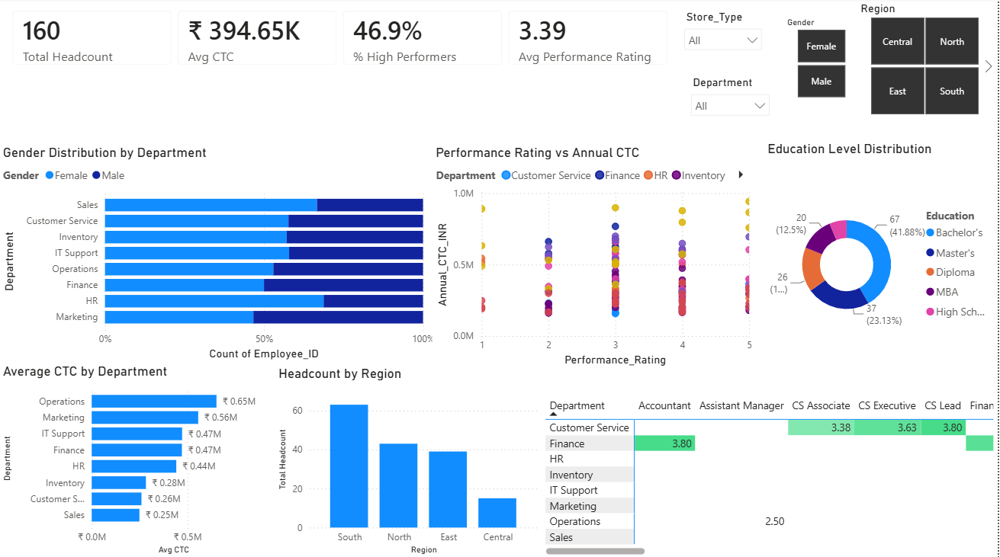 160
Total Headcount
₹ 394.65K
Avg CTC
46.9%
% High Performers
3.39
Avg Performance Rating
Store_Type
All
Department
All
Gender
Female
Male
Region
Central
North
East
South
Gender Distribution by Department
Gender Female Male
Department
Sales
Customer Service
Inventory
IT Support
Operations
Finance
HR
Marketing
0% 50% 100%
Count of Employee_ID
Performance Rating vs Annual CTC
Department Customer Service Finance HR Inventory
Annual_CTC_INR
1.0M
0.5M
0.0M
1 2 3 4 5
Performance_Rating
Education Level Distribution
67
(41.88%)
37
(23.13%)
26
(1...)
20
(12.5%)
Education
Bachelor's
Master's
Diploma
MBA
High Sch...
Average CTC by Department
Department
Operations ₹ 0.65M
Marketing ₹ 0.56M
IT Support ₹ 0.47M
Finance ₹ 0.47M
HR ₹ 0.44M
Inventory ₹ 0.28M
Customer S... ₹ 0.26M
Sales ₹ 0.25M
₹ 0.0M ₹ 0.5M
Avg CTC
Headcount by Region
Total Headcount
60
40
20
0
South North East Central
Region
Department Accountant Assistant Manager CS Associate CS Executive CS Lead Finan
Customer Service 3.38 3.63 3.80
Finance 3.80
HR
Inventory
IT Support
Marketing
Operations 2.50
Sales